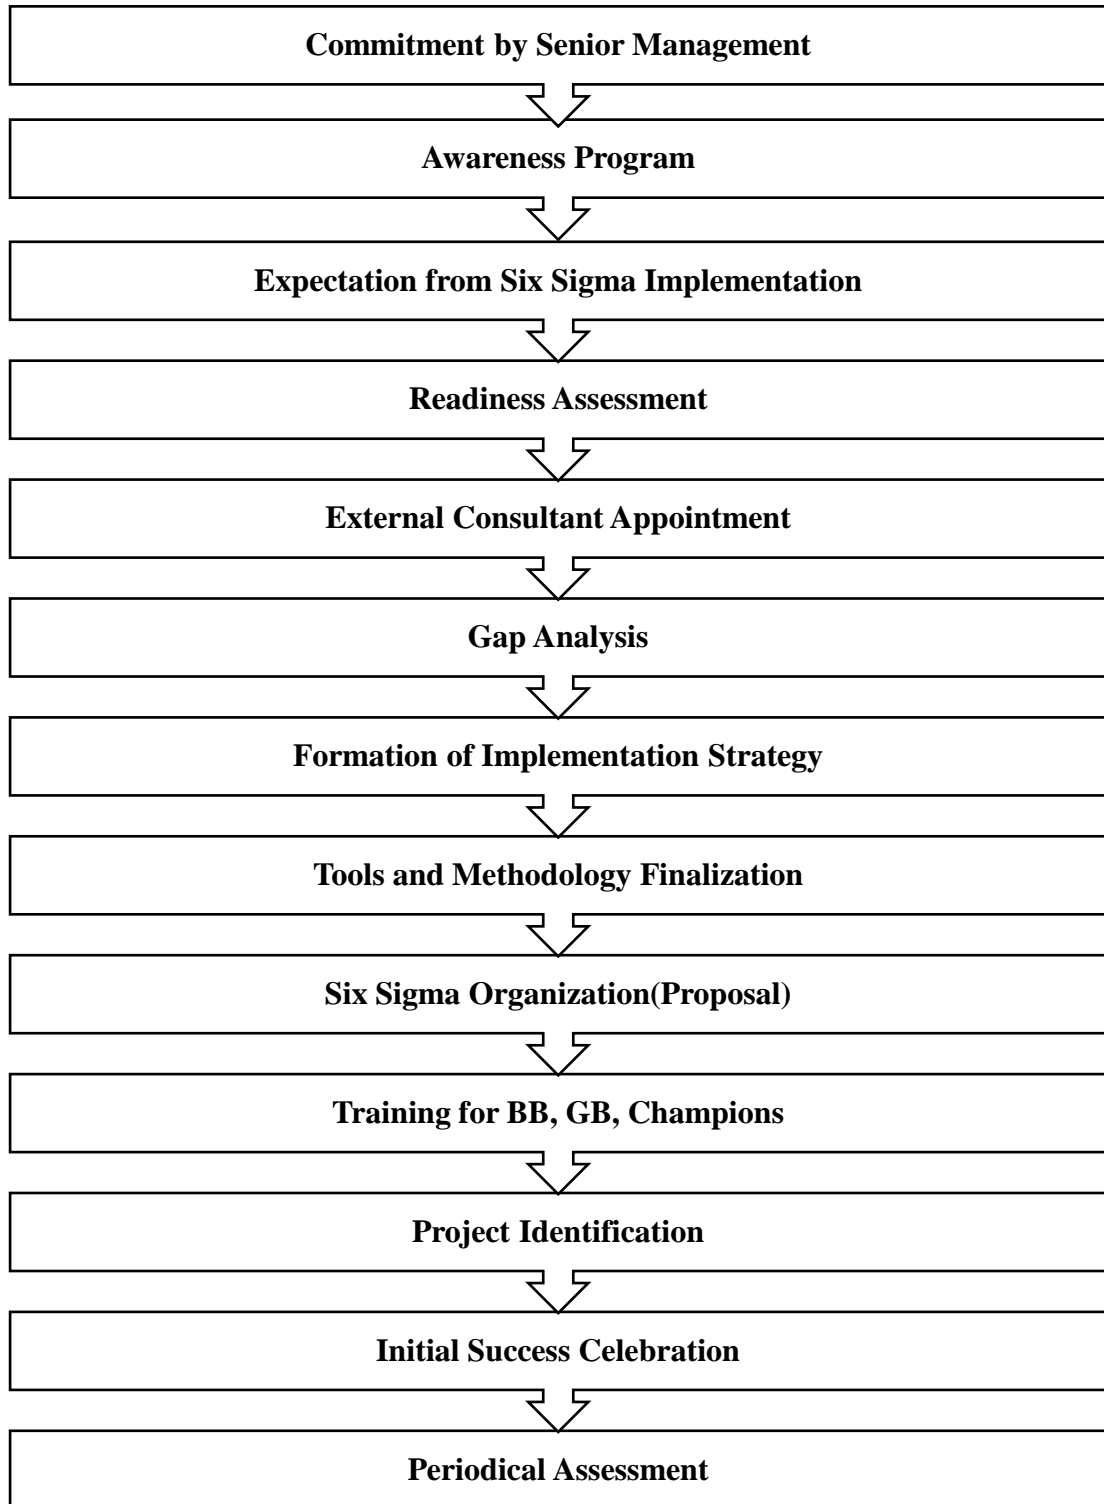 Commitment by Senior Management
Awareness Program
Expectation from Six Sigma Implementation
Readiness Assessment
External Consultant Appointment
Gap Analysis
Formation of Implementation Strategy
Tools and Methodology Finalization
Six Sigma Organization(Proposal)
Training for BB, GB, Champions
Project Identification
Initial Success Celebration
Periodical Assessment